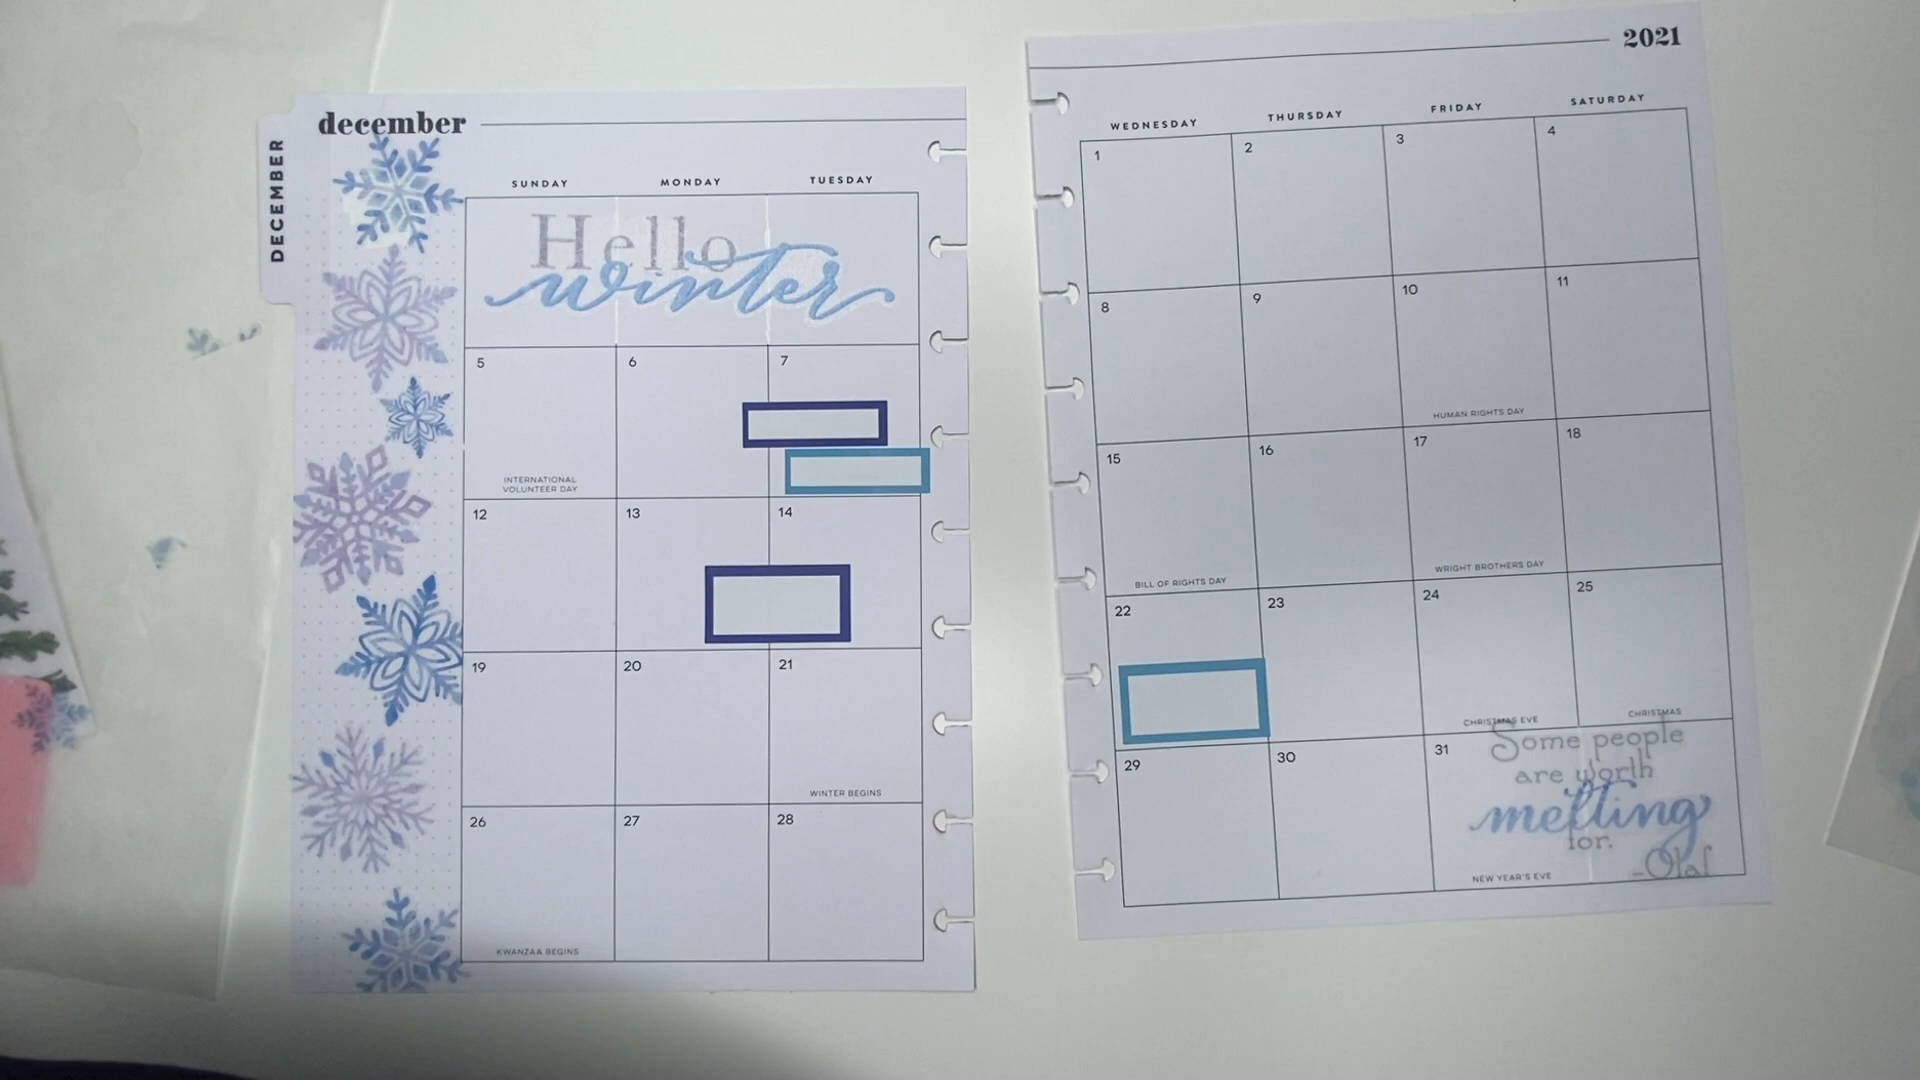 december
DECEMBER
SUNDAY MONDAY TUESDAY
Hello
winter
5 6 7
INTERNATIONAL
VOLUNTEER DAY
12 13 14
19 20 21
WINTER BEGINS
26 27 28
KWANZAA BEGINS
2021
WEDNESDAY THURSDAY FRIDAY SATURDAY
1 2 3 4
8 9 10 11
HUMAN RIGHTS DAY
15 16 17 18
BILL OF RIGHTS DAY WRIGHT BROTHERS DAY
22 23 24 25
CHRISTMAS EVE CHRISTMAS
29 30 31
Some people
are worth
melting
for.
-Olaf
NEW YEAR'S EVE